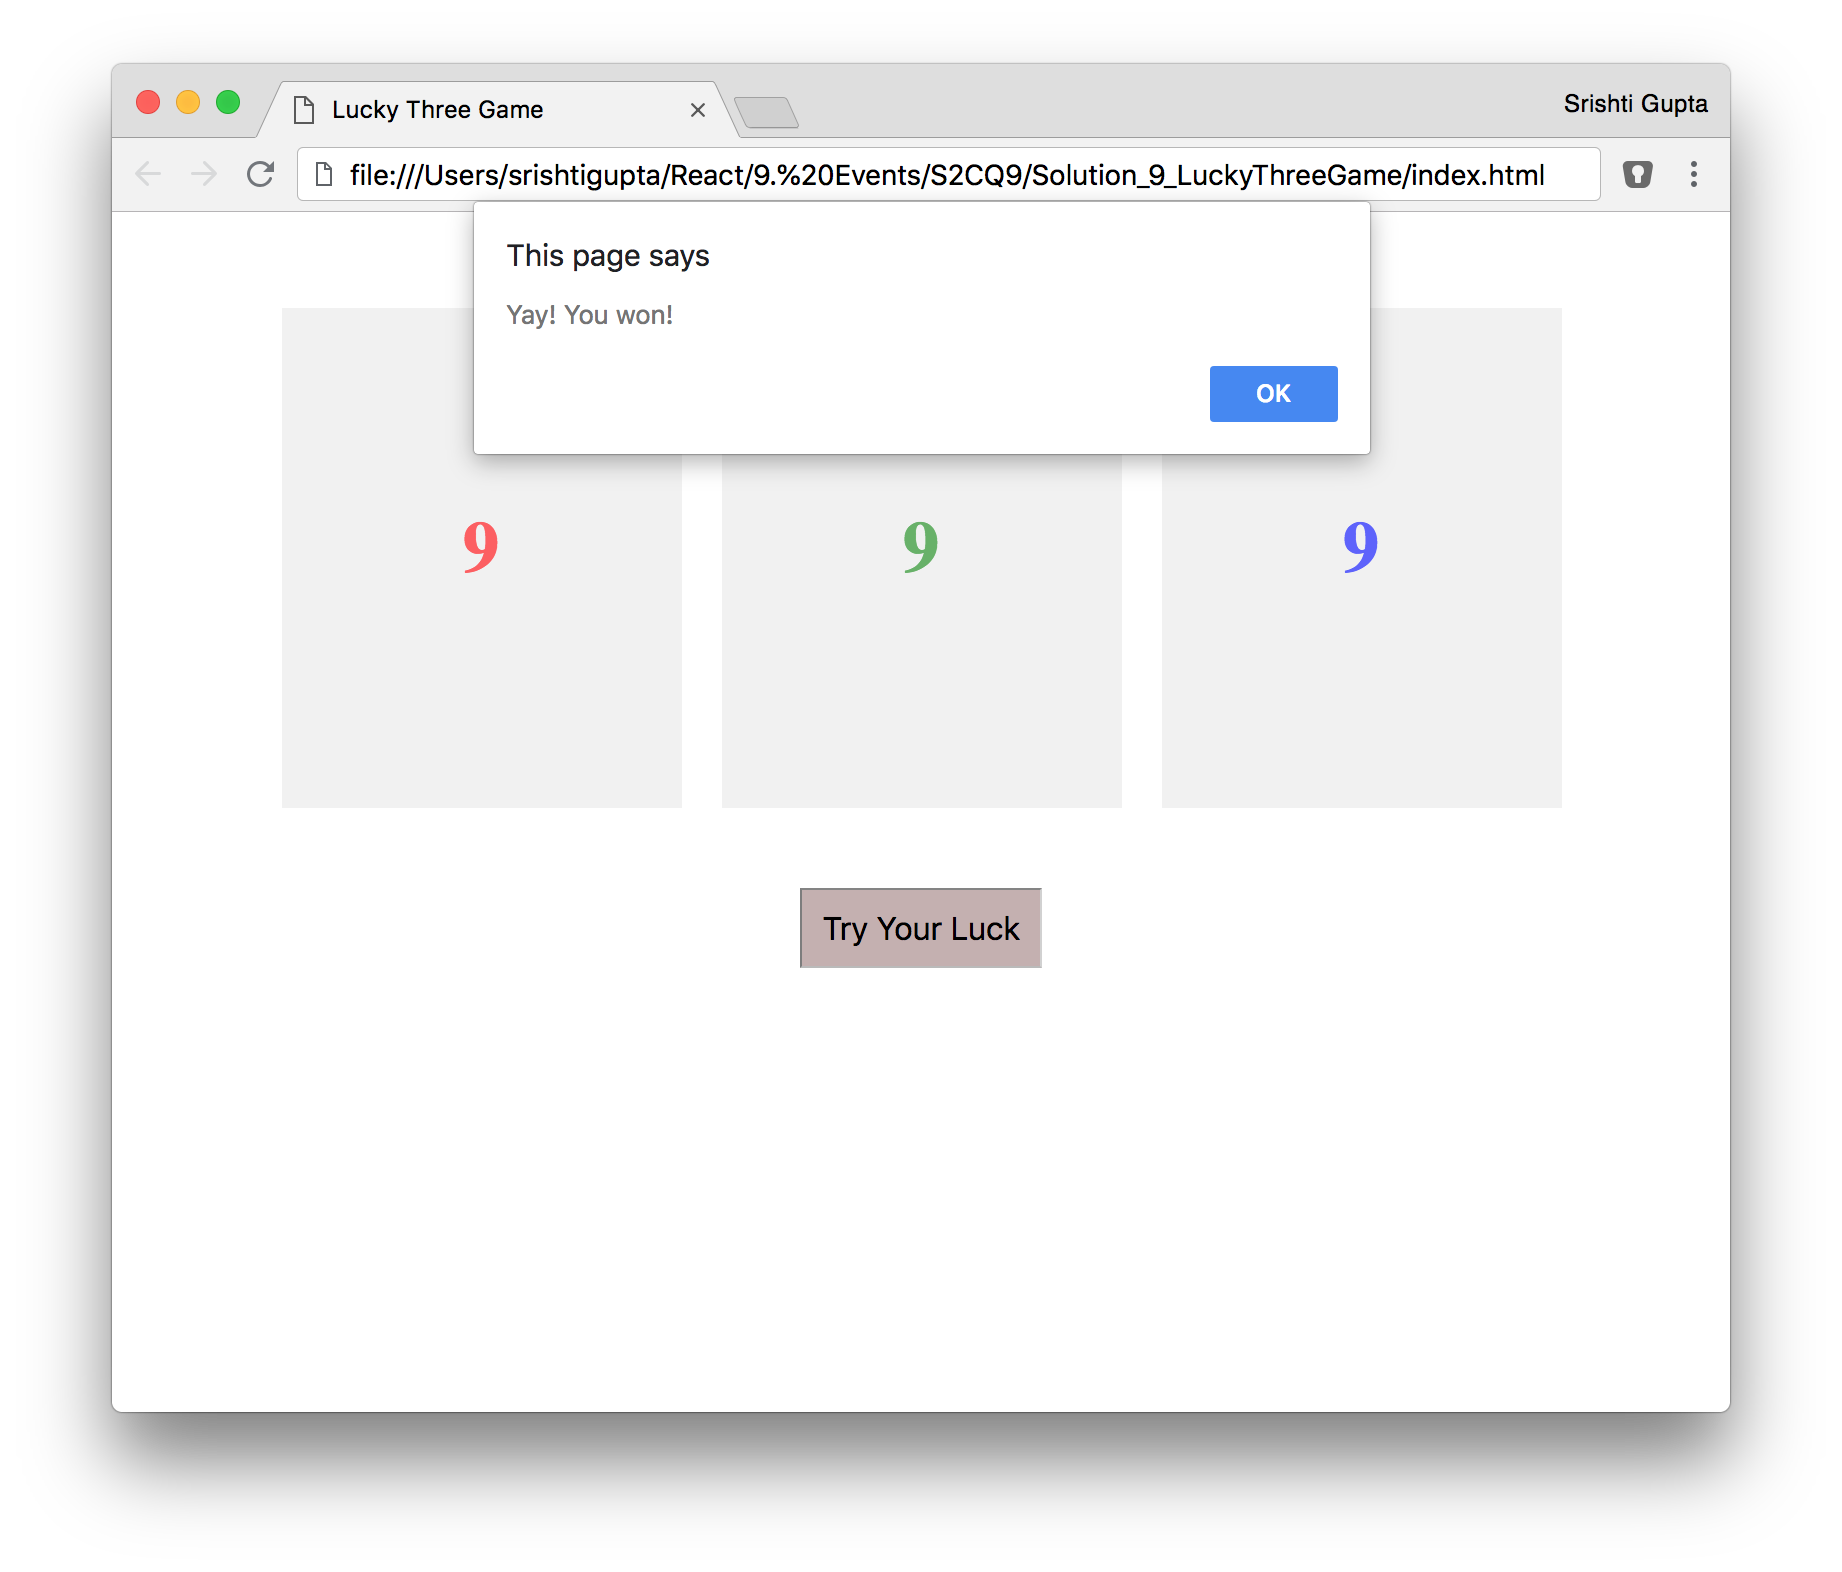 Lucky Three Game
Srishti Gupta
file:///Users/srishtigupta/React/9.%20Events/S2CQ9/Solution_9_LuckyThreeGame/index.html
This page says
Yay! You won!
OK
9 9 9
Try Your Luck